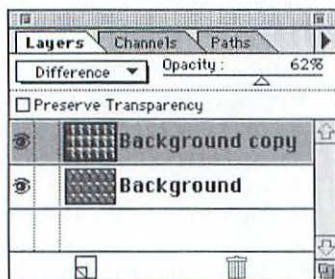 Layers Channels Paths
Difference Opacity: 62%
Preserve Transparency
Background copy
Background